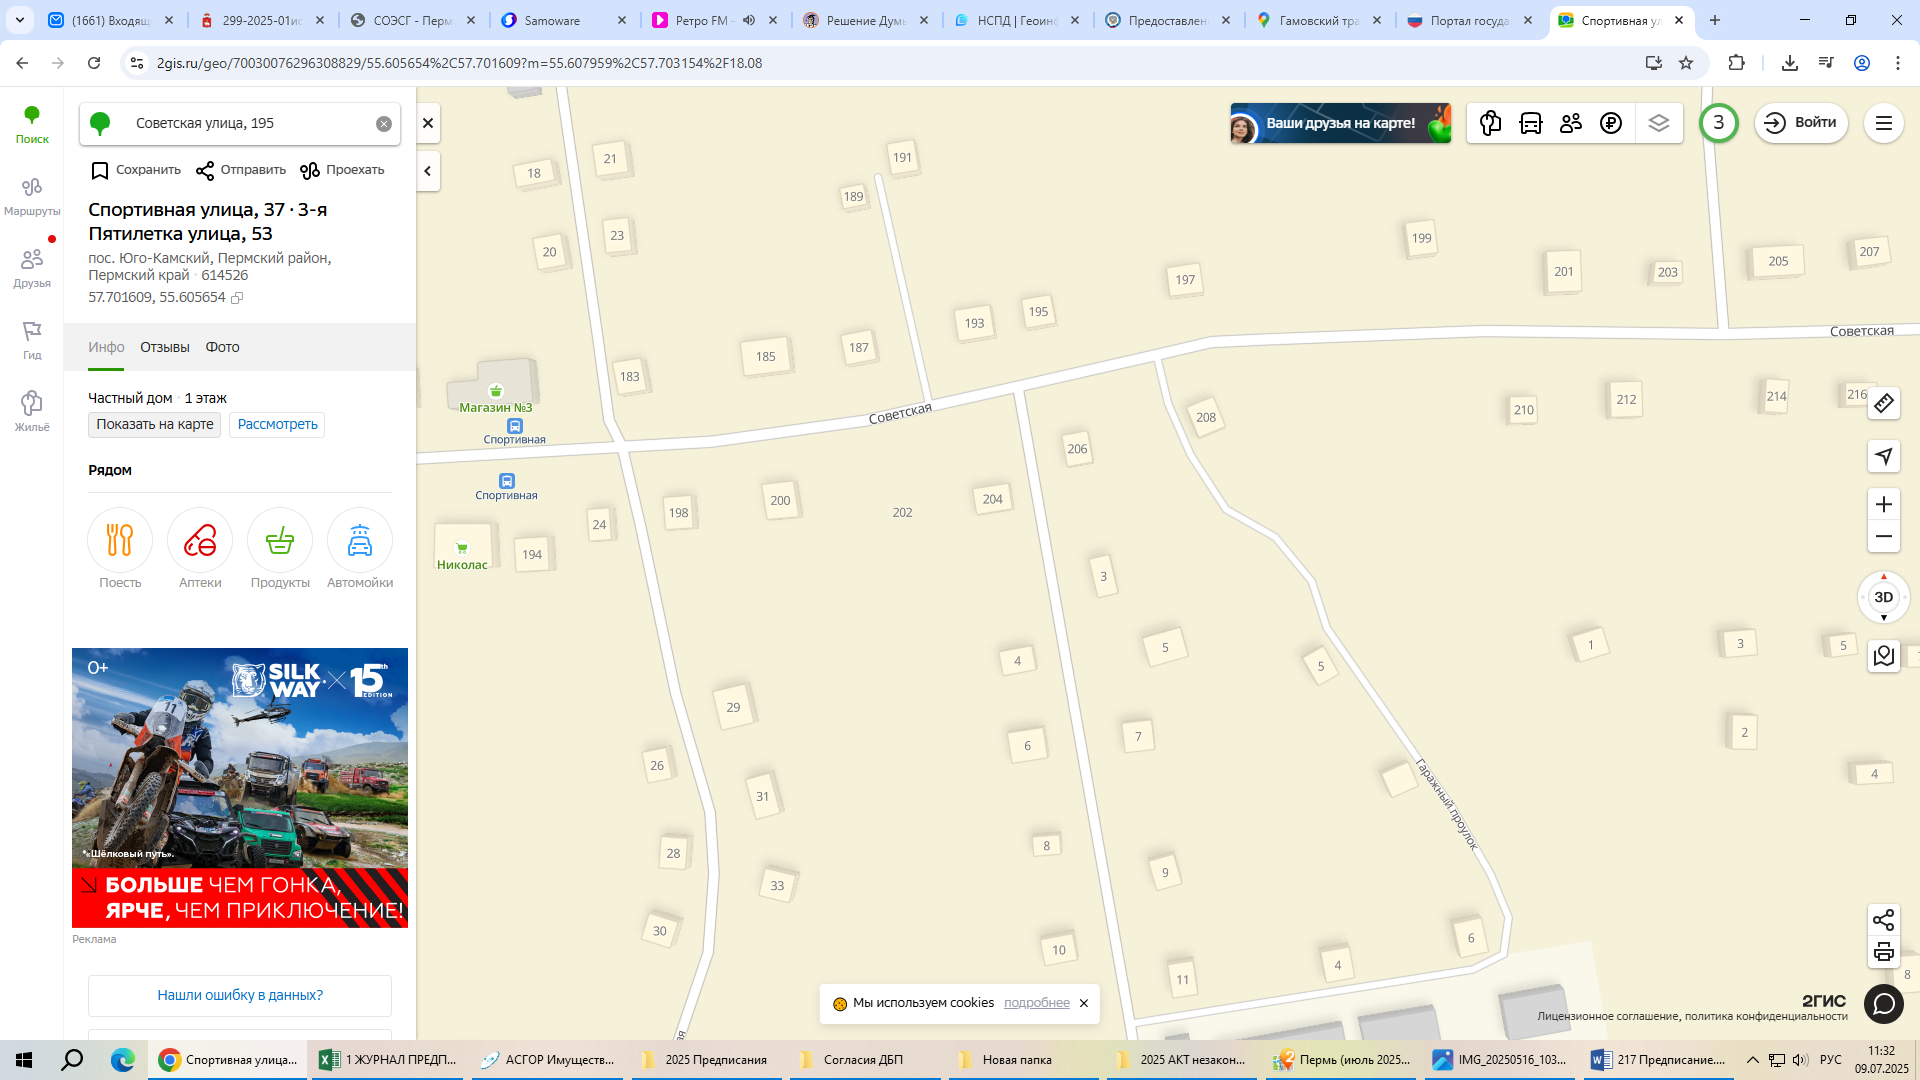 (1661) Входящ
299-2025-01ис
СОЭСГ - Перм
Samoware
Ретро FM –
Решение Думы
НСПД | Геоинф
Предоставлен
Гамовский тра
Портал госуда
Спортивная ул
2gis.ru/geo/70030076296308829/55.605654%2C57.701609?m=55.607959%2C57.703154%2F18.08
Поиск
Маршруты
Друзья
Гид
Жильё
Советская улица, 195
Сохранить
Отправить
Проехать
Спортивная улица, 37 · 3-я
Пятилетка улица, 53
пос. Юго-Камский, Пермский район,
Пермский край · 614526
57.701609, 55.605654
Инфо
Отзывы
Фото
Частный дом · 1 этаж
Показать на карте
Рассмотреть
Рядом
Поесть
Аптеки
Продукты
Автомойки
0+
SILK WAY
15th EDITION
11
*«Шёлковый путь».
БОЛЬШЕ ЧЕМ ГОНКА,
ЯРЧЕ, ЧЕМ ПРИКЛЮЧЕНИЕ!
Реклама
Нашли ошибку в данных?
Ваши друзья на карте!
3
Войти
18
21
191
189
20
23
199
197
201
203
205
207
193
195
Советская
183
185
187
Магазин №3
Спортивная
Советская
208
210
212
214
216
206
Спортивная
198
200
202
204
24
194
Николас
3
3D
4
5
5
1
3
5
29
6
7
2
26
31
4
Гаражный проулок
28
8
33
9
30
10
6
4
11
8
Мы используем cookies
подробнее
2ГИС
Лицензионное соглашение, политика конфиденциальности
Спортивная улица...
1 ЖУРНАЛ ПРЕДП...
АСГОР Имуществ...
2025 Предписания
Согласия ДБП
Новая папка
2025 АКТ незакон...
Пермь (июль 2025...
IMG_20250516_103...
217 Предписание....
РУС
11:32
09.07.2025